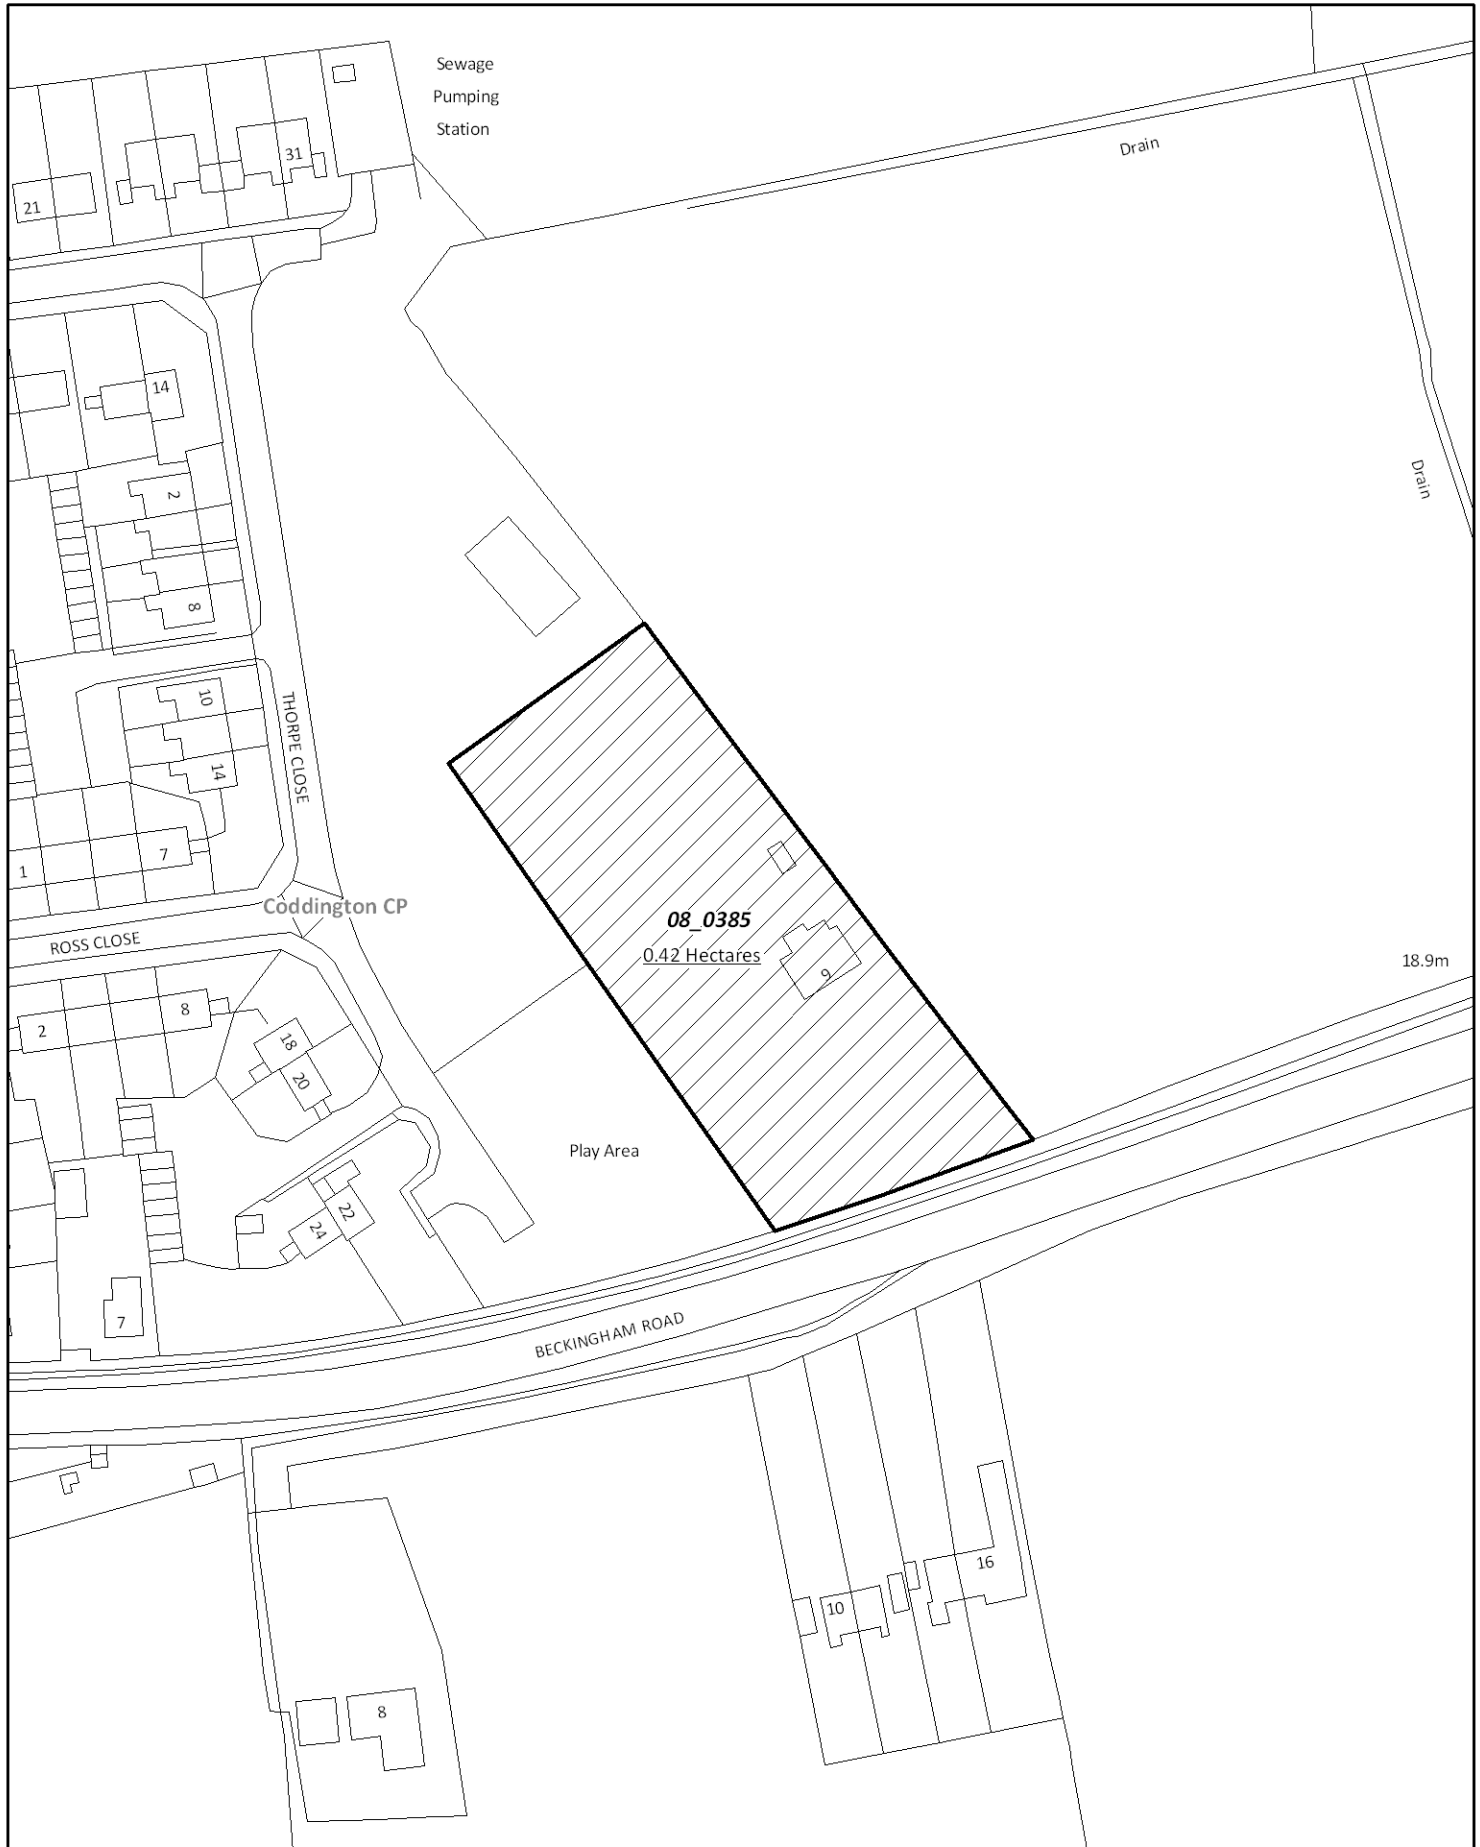 Sewage
Pumping
Station
31
21
Drain
14
2
Drain
8
10
THORPE CLOSE
14
7
1
Coddington CP
08_0385
ROSS CLOSE
0.42 Hectares
9
18.9m
8
2
18
20
Play Area
22
24
7
BECKINGHAM ROAD
16
10
8